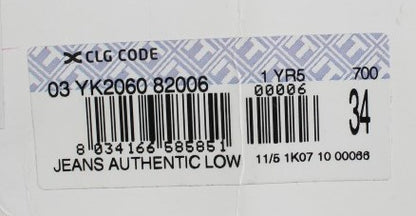 CLG CODE
03 YK2060 82006 1 YR5 700
00006
34
8 034166 585851
JEANS AUTHENTIC LOW 11/5 1K07 10 00066